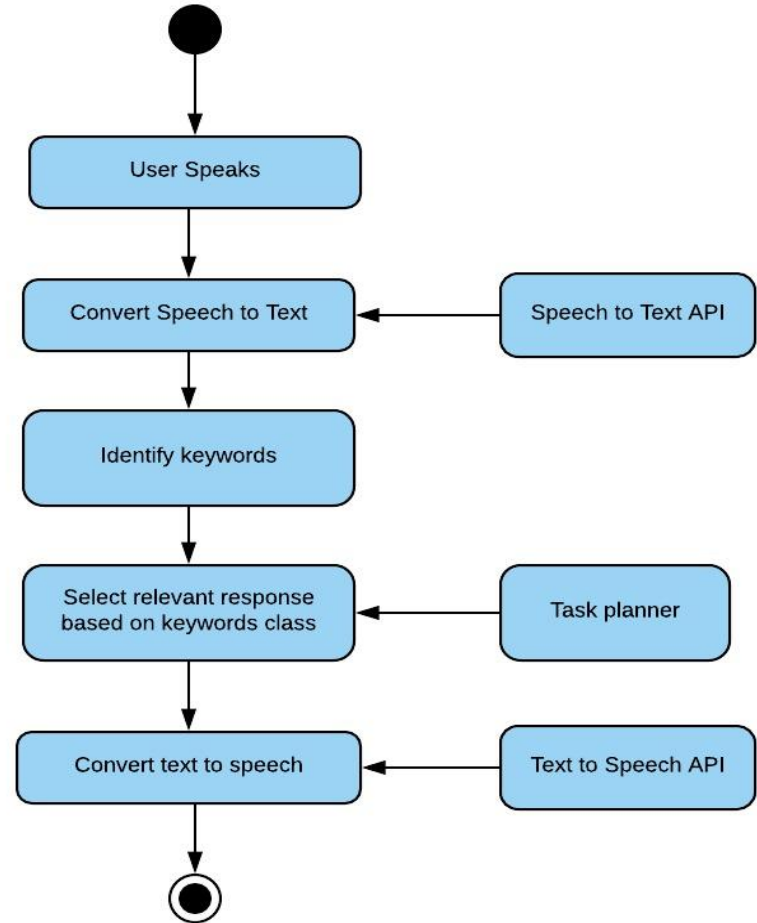 User Speaks
Convert Speech to Text
Speech to Text API
Identify keywords
Select relevant response
based on keywords class
Task planner
Convert text to speech
Text to Speech API